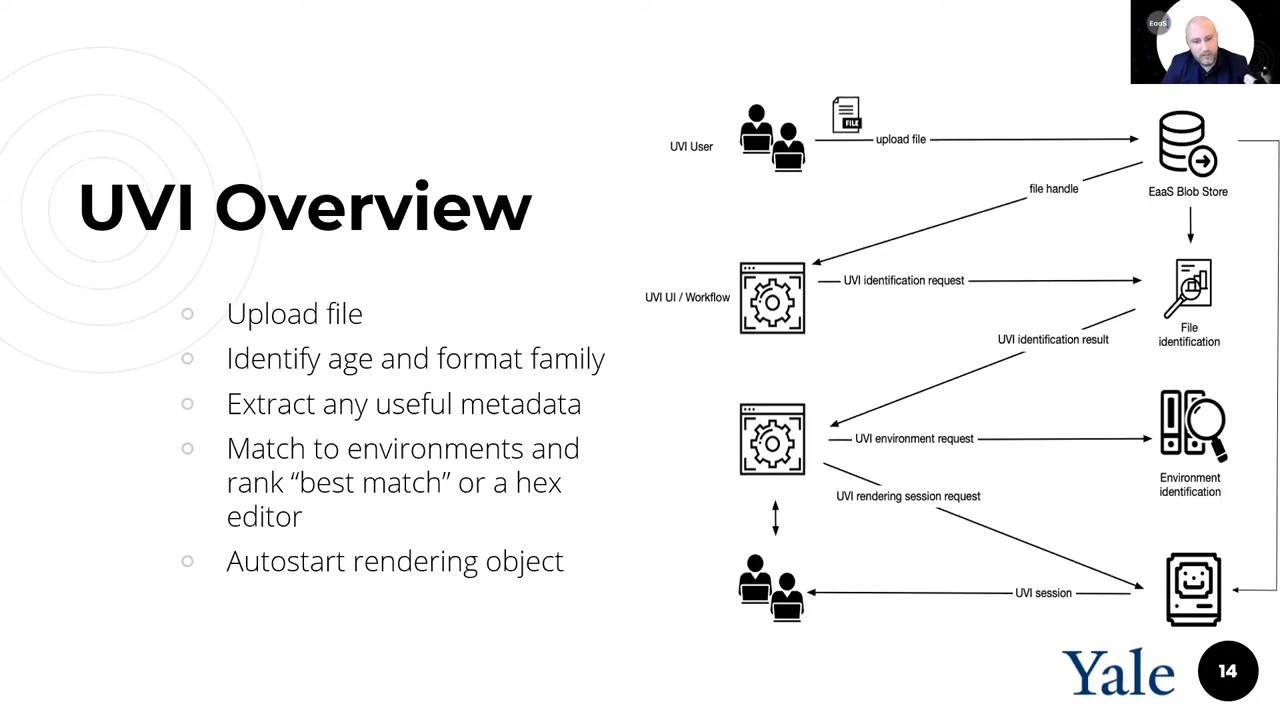 EaaS
UVI Overview
Upload file
Identify age and format family
Extract any useful metadata
Match to environments and
rank “best match” or a hex
editor
Autostart rendering object
UVI User
FILE
upload file
EaaS Blob Store
file handle
UVI UI / Workflow
UVI identification request
File
identification
UVI identification result
UVI environment request
Environment
identification
UVI rendering session request
UVI session
Yale
14